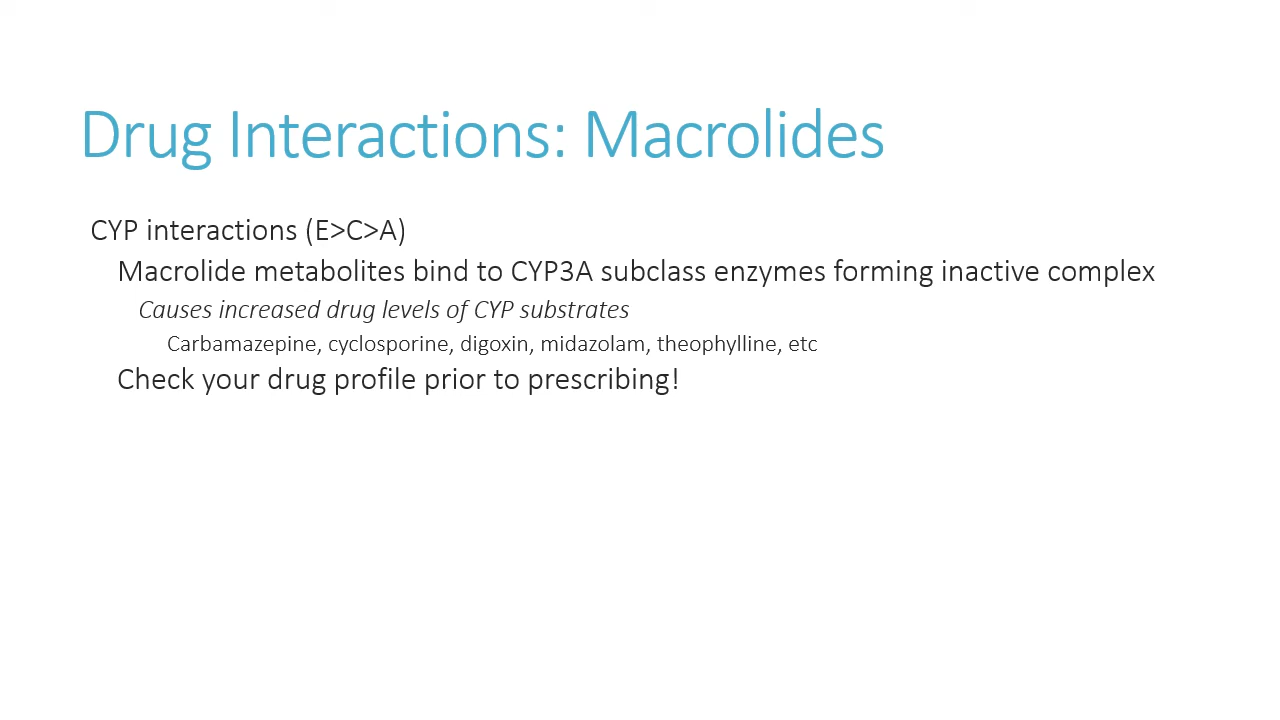 Drug Interactions: Macrolides
CYP interactions (E>C>A)
Macrolide metabolites bind to CYP3A subclass enzymes forming inactive complex
Causes increased drug levels of CYP substrates
Carbamazepine, cyclosporine, digoxin, midazolam, theophylline, etc
Check your drug profile prior to prescribing!